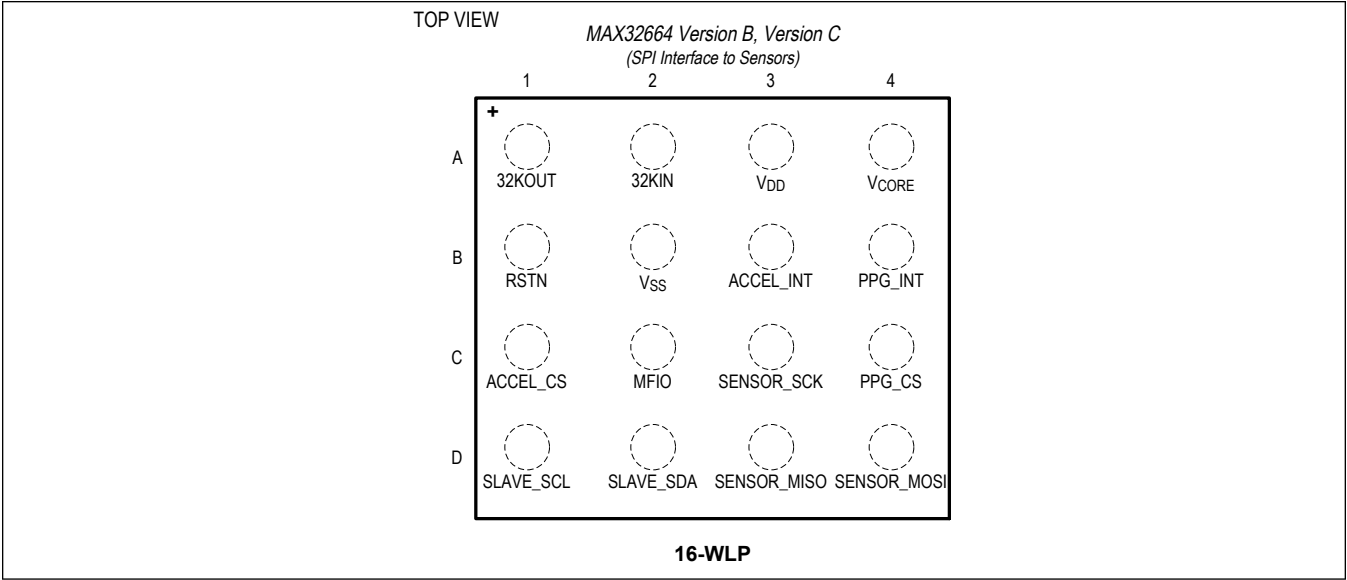 TOP VIEW
MAX32664 Version B, Version C
(SPI Interface to Sensors)
1 2 3 4
+
A
32KOUT 32KIN VDD VCORE
B
RSTN VSS ACCEL_INT PPG_INT
C
ACCEL_CS MFIO SENSOR_SCK PPG_CS
D
SLAVE_SCL SLAVE_SDA SENSOR_MISO SENSOR_MOSI
16-WLP